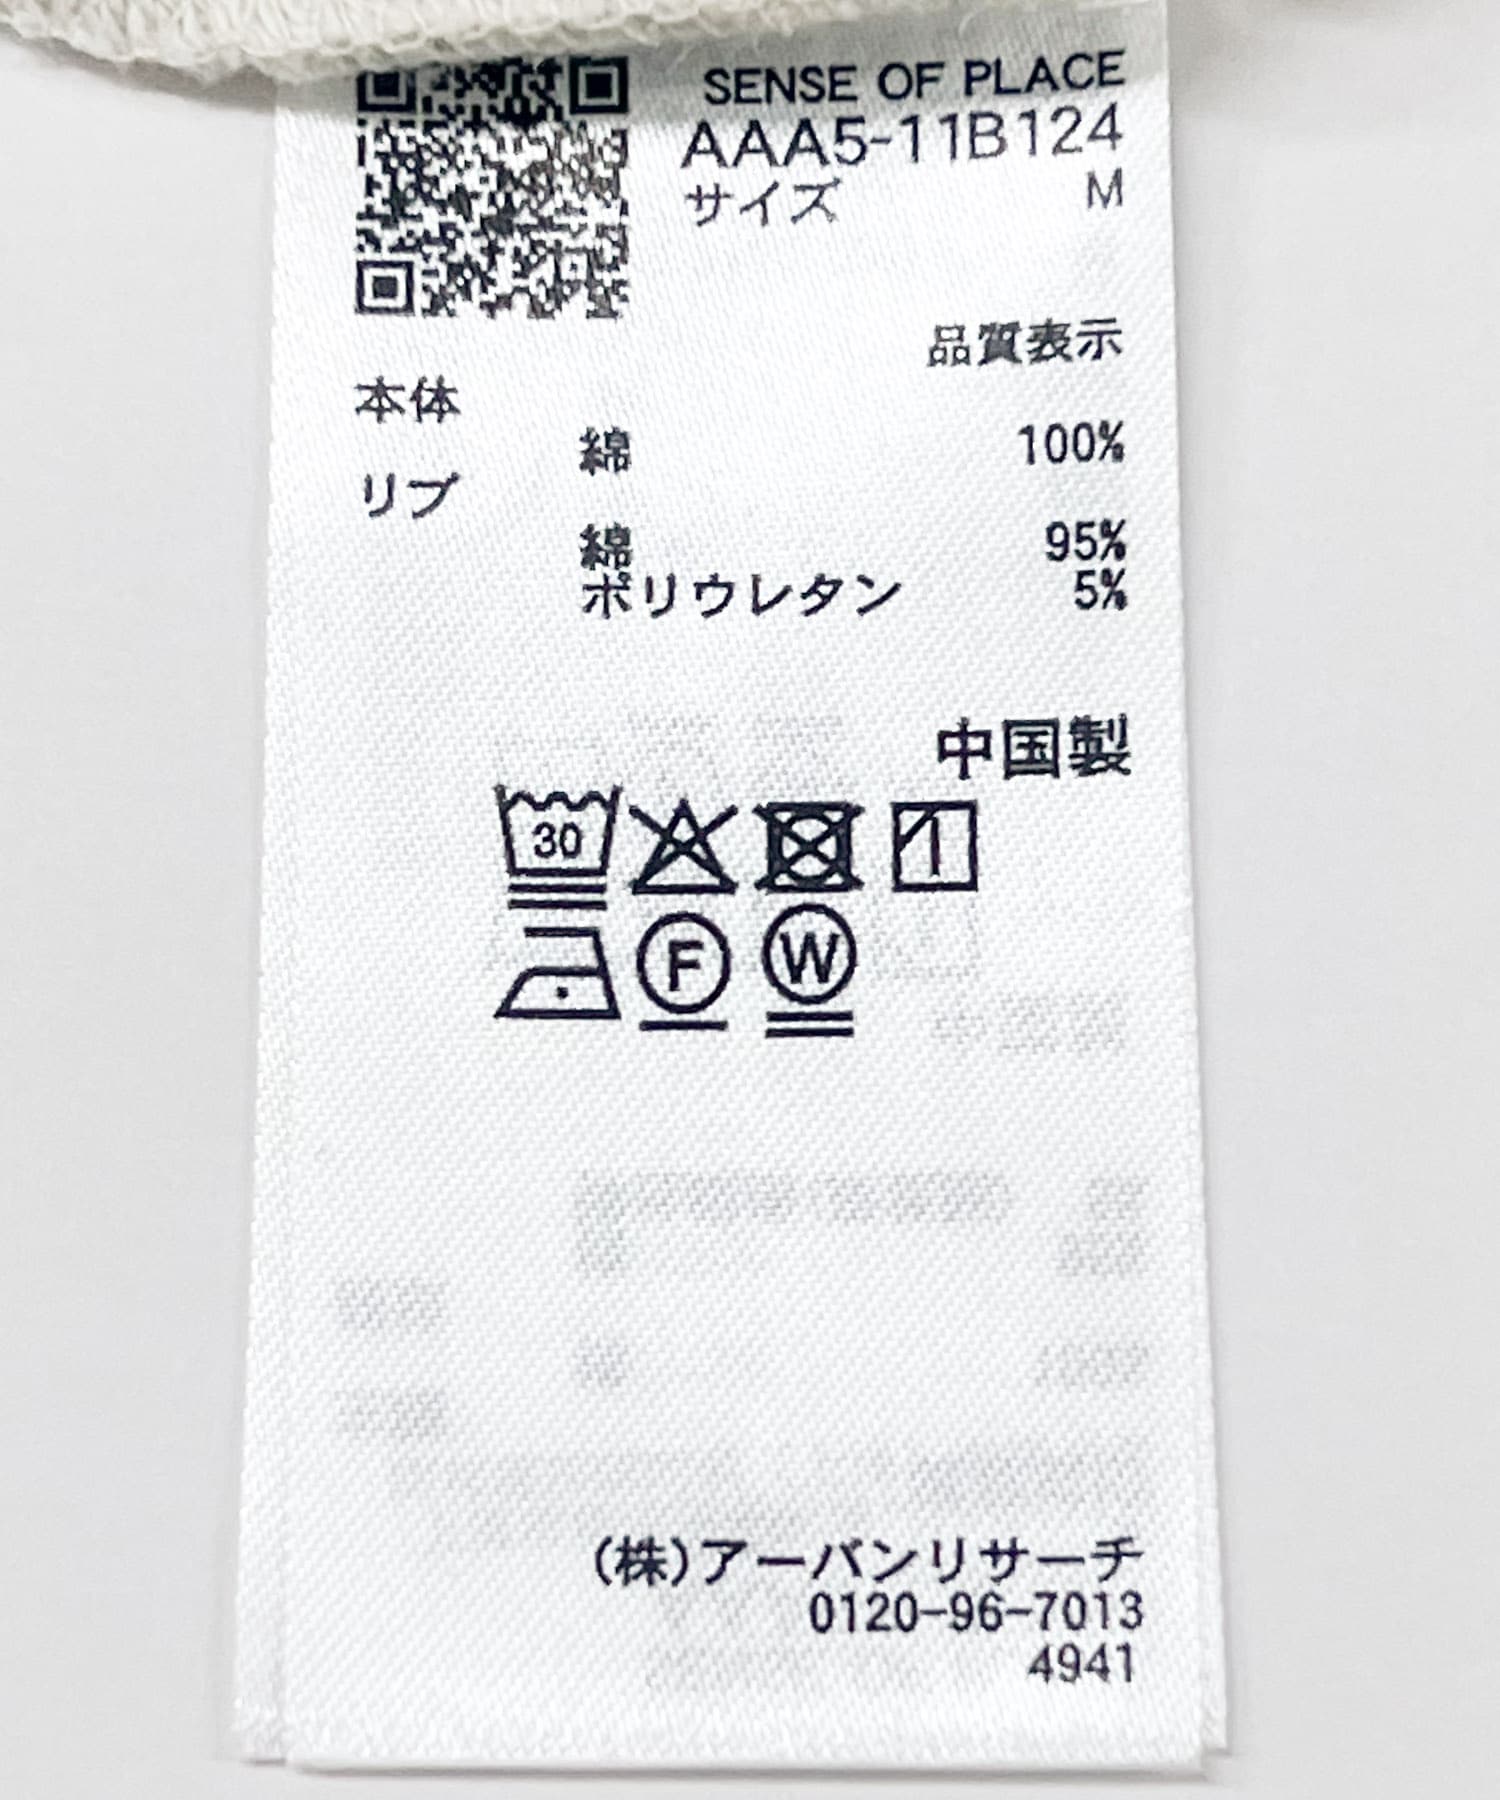 SENSE OF PLACE
AAA5-11B124
サイズ M
品質表示
本体
綿 100%
リブ
綿 95%
ポリウレタン 5%
中国製
30
F W
(株)アーバンリサーチ
0120-96-7013
4941